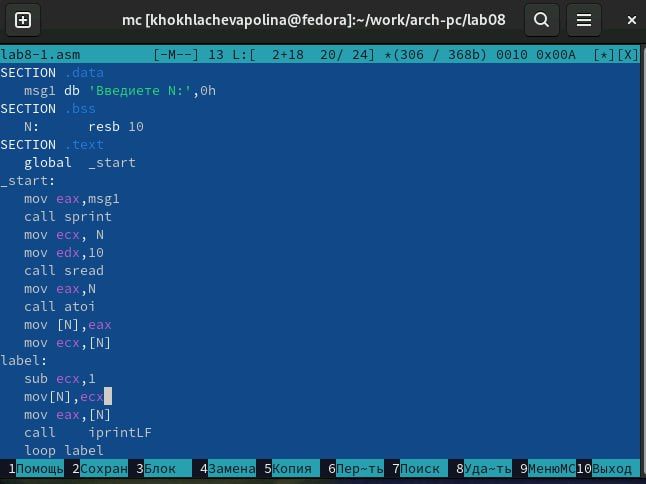 mc [khokhlachevapolina@fedora]:~/work/arch-pc/lab08
lab8-1.asm [-M--] 13 L:[ 2+18 20/ 24] *(306 / 368b) 0010 0x00A [*][X]
SECTION .data
msg1 db 'Введиете N:',0h
SECTION .bss
N: resb 10
SECTION .text
global _start
_start:
mov eax,msg1
call sprint
mov ecx, N
mov edx,10
call sread
mov eax,N
call atoi
mov [N],eax
mov ecx,[N]
label:
sub ecx,1
mov[N],ecx
mov eax,[N]
call iprintLF
loop label
1Помощь 2Сохран 3Блок 4Замена 5Копия 6Пер~ть 7Поиск 8Уда~ть 9МенюMC 10Выход